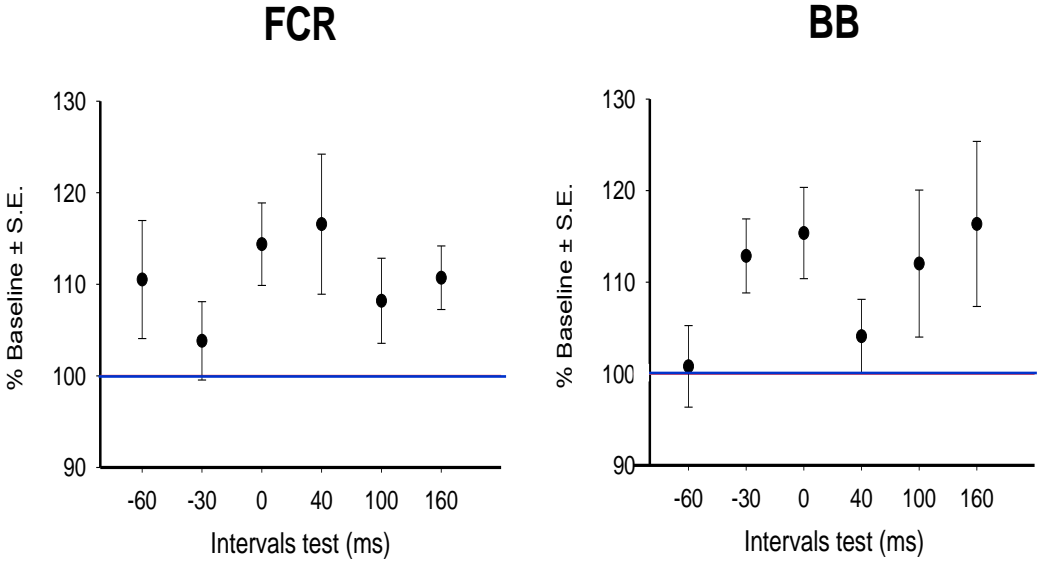 FCR
130
120
110
100
90
% Baseline ± S.E.
-60 -30 0 40 100 160
Intervals test (ms)
BB
130
120
110
100
90
% Baseline ± S.E.
-60 -30 0 40 100 160
Intervals test (ms)